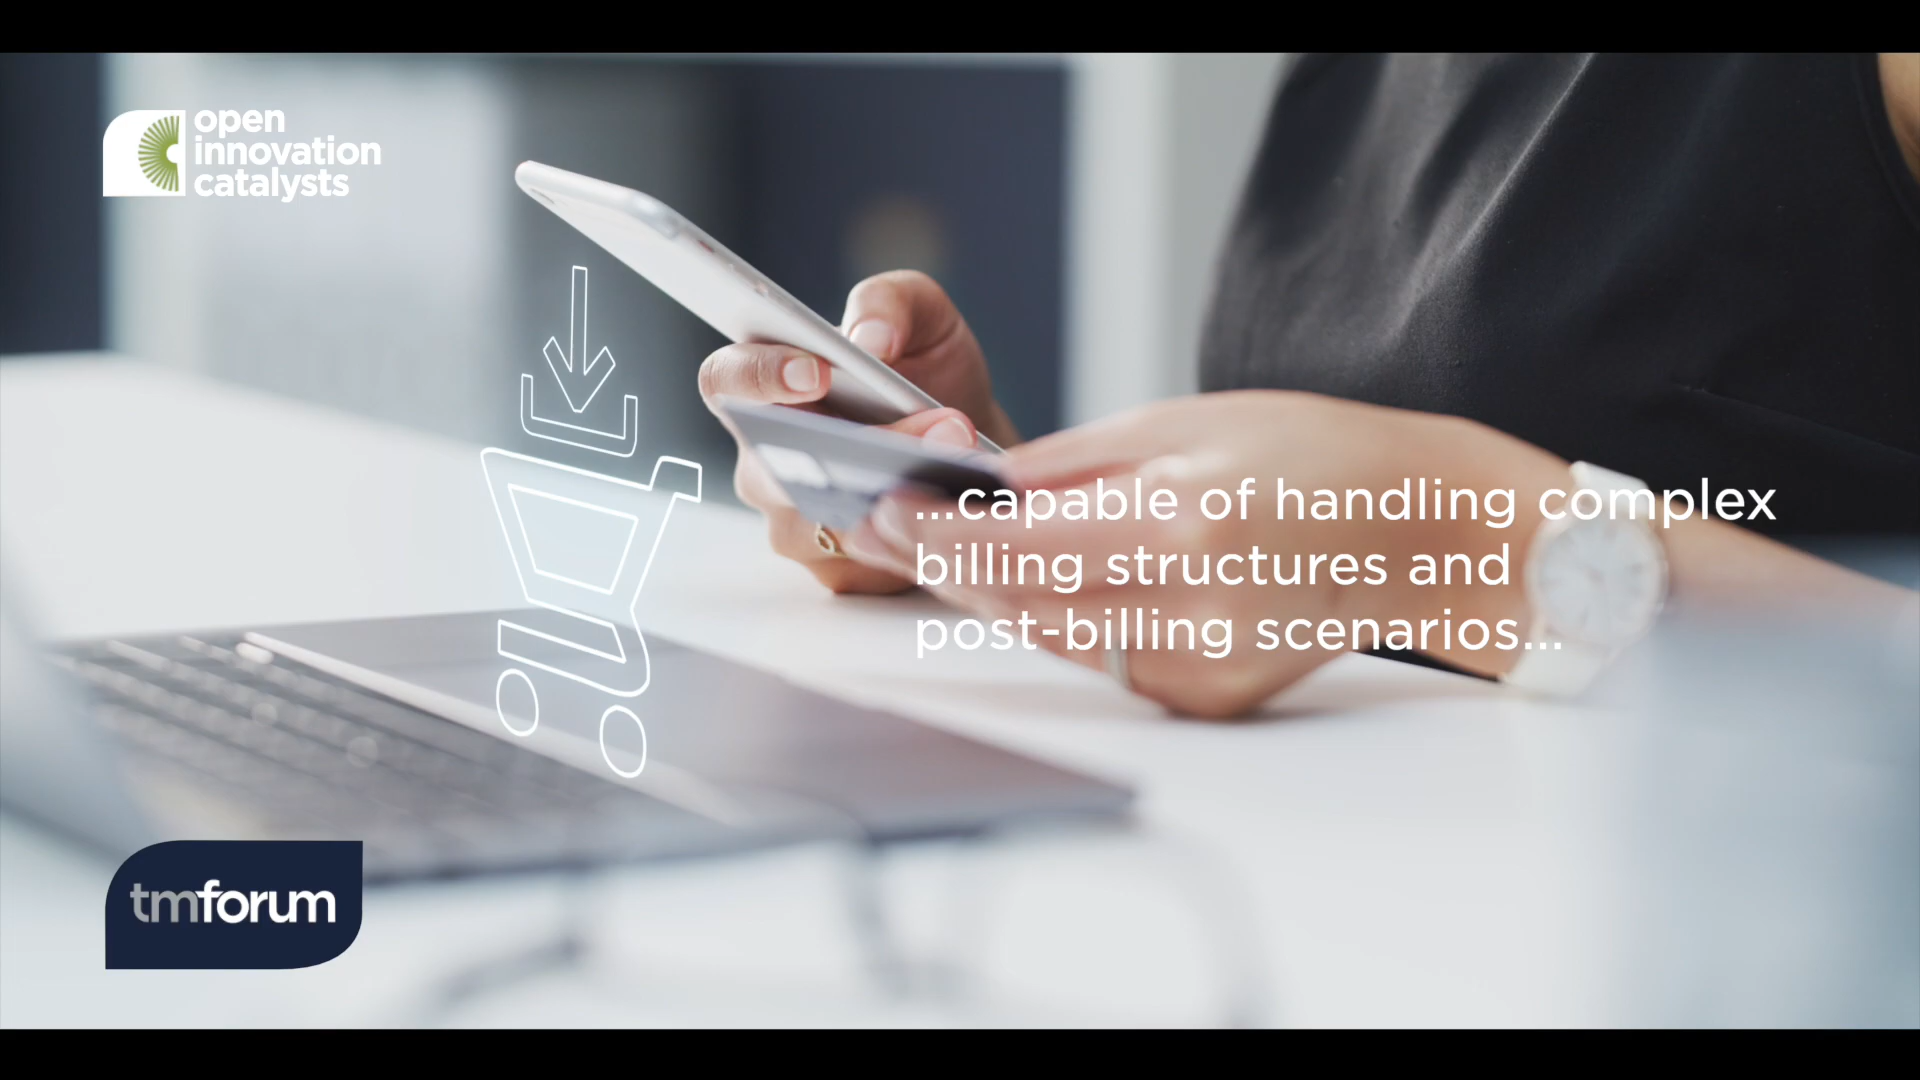 open
innovation
catalysts
...capable of handling complex
billing structures and
post-billing scenarios...
tmforum